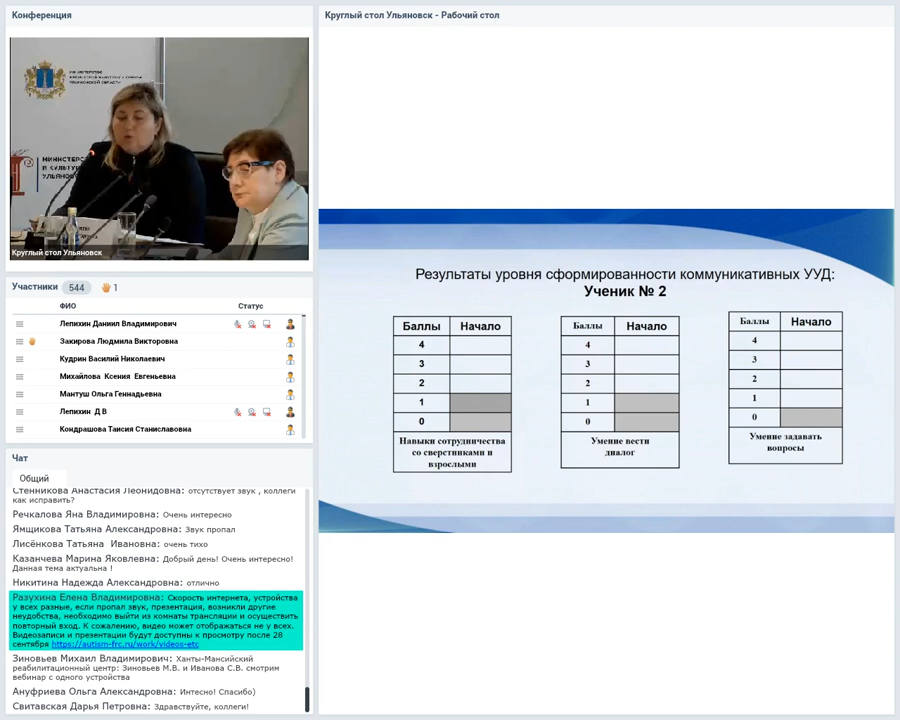 Конференция
Круглый стол Ульяновск
Участники 544 1
ФИО Статус
Лепихин Даниил Владимирович
Закирова Людмила Викторовна
Кудрин Василий Николаевич
Михайлова Ксения Евгеньевна
Мантуш Ольга Геннадьевна
Лепихин Д В
Кондрашова Таисия Станиславовна
Чат
Общий
Стенникова Анастасия Леонидовна: отсутствует звук , коллеги
как исправить?
Речкалова Яна Владимировна: Очень интересно
Ямщикова Татьяна Александровна: Звук пропал
Лисёнкова Татьяна Ивановна: очень тихо
Казанчева Марина Яковлевна: Добрый день! Очень интересно!
Данная тема актуальна !
Никитина Надежда Александровна: отлично
Разухина Елена Владимировна: Скорость интернета, устройства
у всех разные, если пропал звук, презентация, возникли другие
неудобства, необходимо выйти из комнаты трансляции и осуществить
повторный вход. К сожалению, видео может отображаться не у всех.
Видеозаписи и презентации будут доступны к просмотру после 28
сентября https://autism-frc.ru/work/videos-etc
Зиновьев Михаил Владимирович: Ханты-Мансийский
реабилитационный центр: Зиновьев М.В. и Иванова С.В. смотрим
вебинар с одного устройства
Ануфриева Ольга Александровна: Интесно! Спасибо)
Свитавская Дарья Петровна: Здравствуйте, коллеги!
Круглый стол Ульяновск - Рабочий стол
Результаты уровня сформированности коммуникативных УУД:
Ученик № 2
Баллы Начало
4
3
2
1
0
Навыки сотрудничества
со сверстниками и
взрослыми
Баллы Начало
4
3
2
1
0
Умение вести
диалог
Баллы Начало
4
3
2
1
0
Умение задавать
вопросы